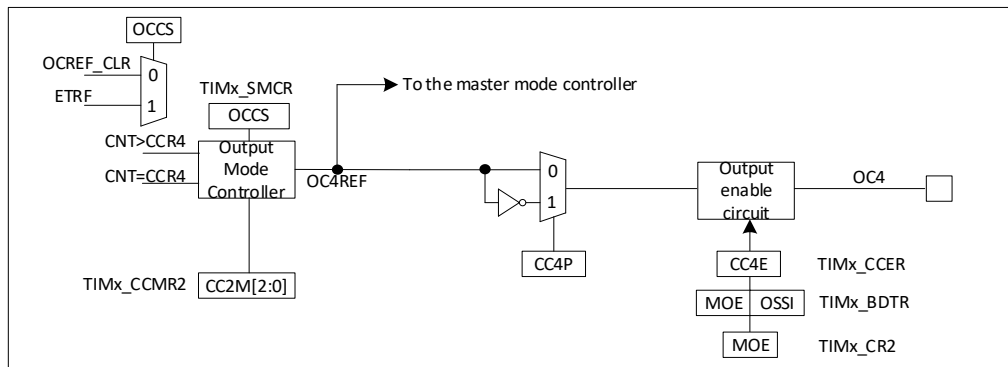 OCCS
OCREF_CLR
0
ETRF
1
To the master mode controller
TIMx_SMCR
OCCS
CNT>CCR4
CNT=CCR4
Output
Mode
Controller
OC4REF
0
1
Output
enable
circuit
OC4
CC4P
CC4E
TIMx_CCER
TIMx_CCMR2
CC2M[2:0]
MOE
OSSI
TIMx_BDTR
MOE
TIMx_CR2